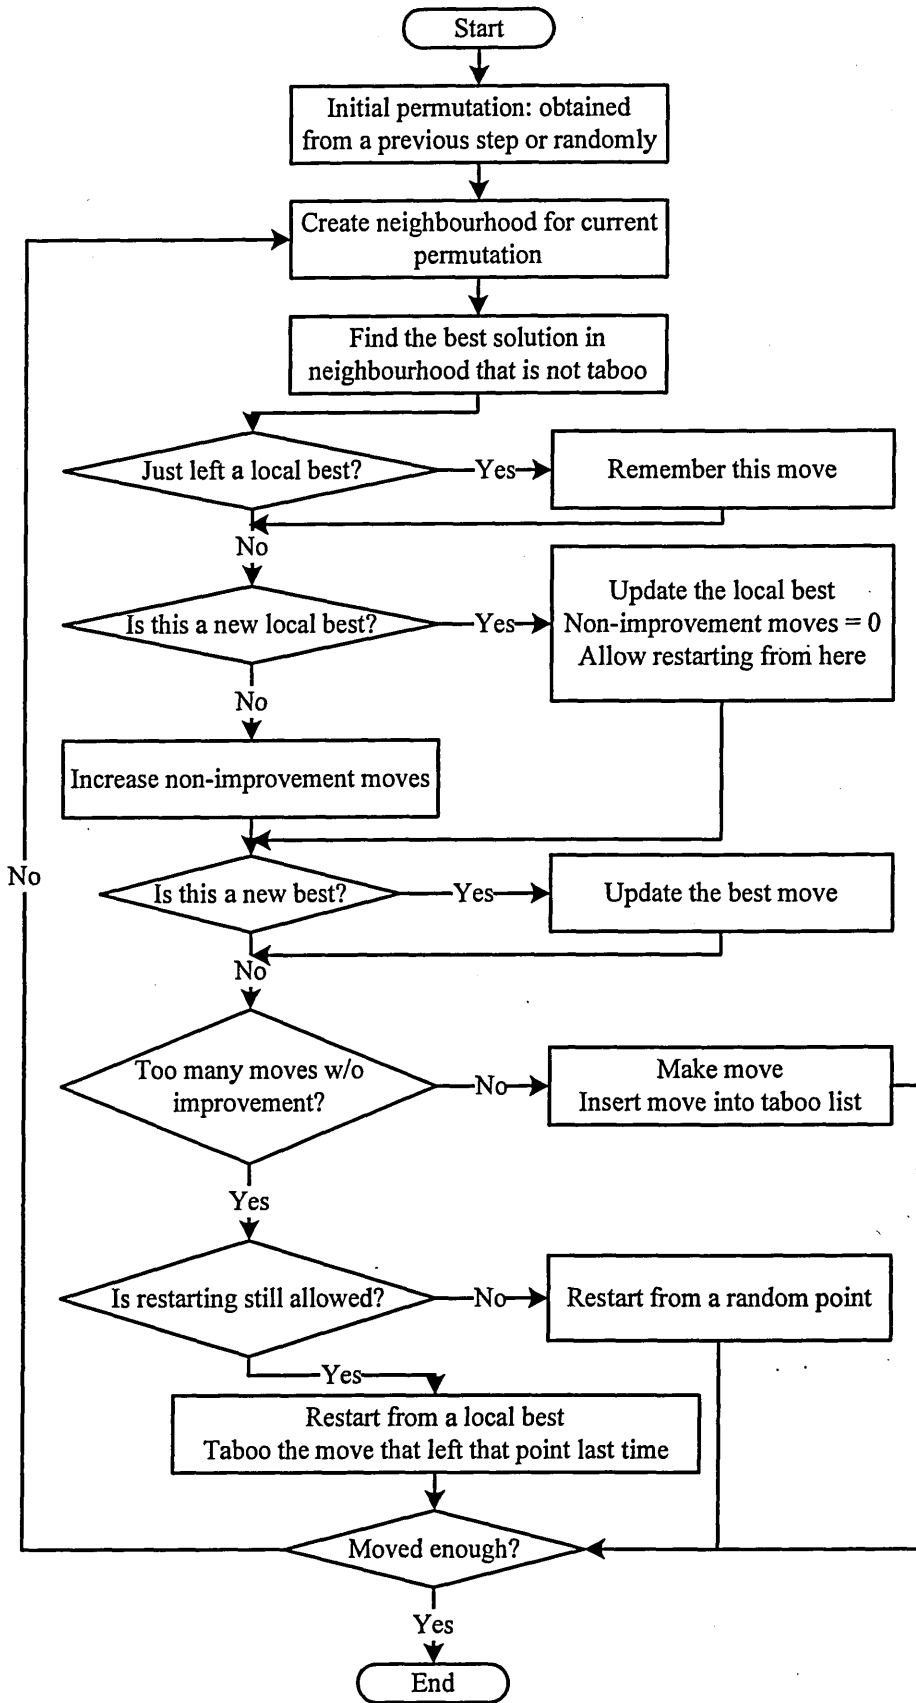 Start
Initial permutation: obtained
from a previous step or randomly
Create neighbourhood for current
permutation
Find the best solution in
neighbourhood that is not taboo
Just left a local best?
Yes
Remember this move
No
Is this a new local best?
Yes
Update the local best
Non-improvement moves = 0
Allow restarting from here
No
Increase non-improvement moves
No
Is this a new best?
Yes
Update the best move
No
Too many moves w/o
improvement?
No
Make move
Insert move into taboo list
Yes
Is restarting still allowed?
No
Restart from a random point
Yes
Restart from a local best
Taboo the move that left that point last time
Moved enough?
Yes
End